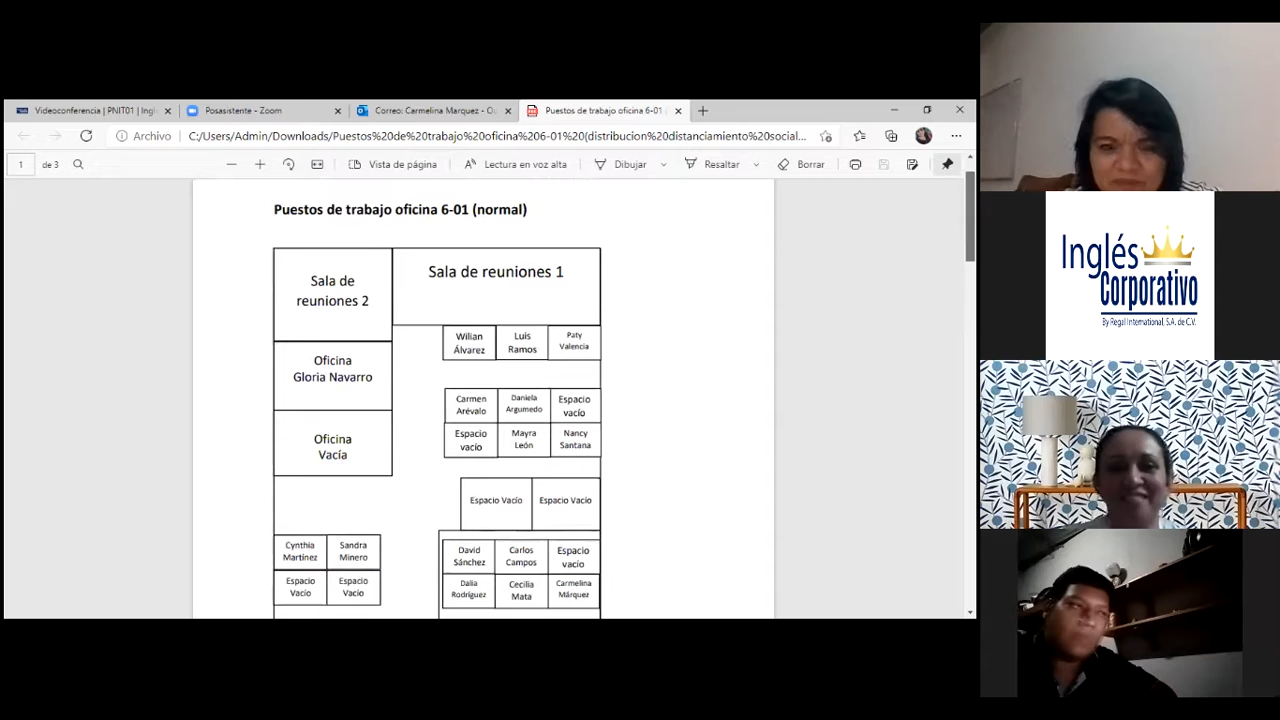 Videoconferencia | PNIT01 | Ingl
Posasistente - Zoom
Correo: Carmelina Marquez - Ou
Puestos de trabajo oficina 6-01
Archivo
C:/Users/Admin/Downloads/Puestos%20de%20trabajo%20oficina%206-01%20(distribucion%20distanciamiento%20social...
1
de 3
Vista de página
Lectura en voz alta
Dibujar
Resaltar
Borrar
Puestos de trabajo oficina 6-01 (normal)
Sala de
reuniones 2
Sala de reuniones 1
Wilian
Álvarez
Luis
Ramos
Paty
Valencia
Oficina
Gloria Navarro
Carmen
Arévalo
Daniela
Argumedo
Espacio
vacío
Oficina
Vacía
Espacio
vacío
Mayra
León
Nancy
Santana
Espacio Vacío
Espacio Vacío
Cynthia
Martínez
Sandra
Minero
David
Sánchez
Carlos
Campos
Espacio
vacío
Espacio
Vacío
Espacio
Vacío
Dalia
Rodríguez
Cecilia
Mata
Carmelina
Márquez
Inglés
Corporativo
By Regal International, S.A. de C.V.